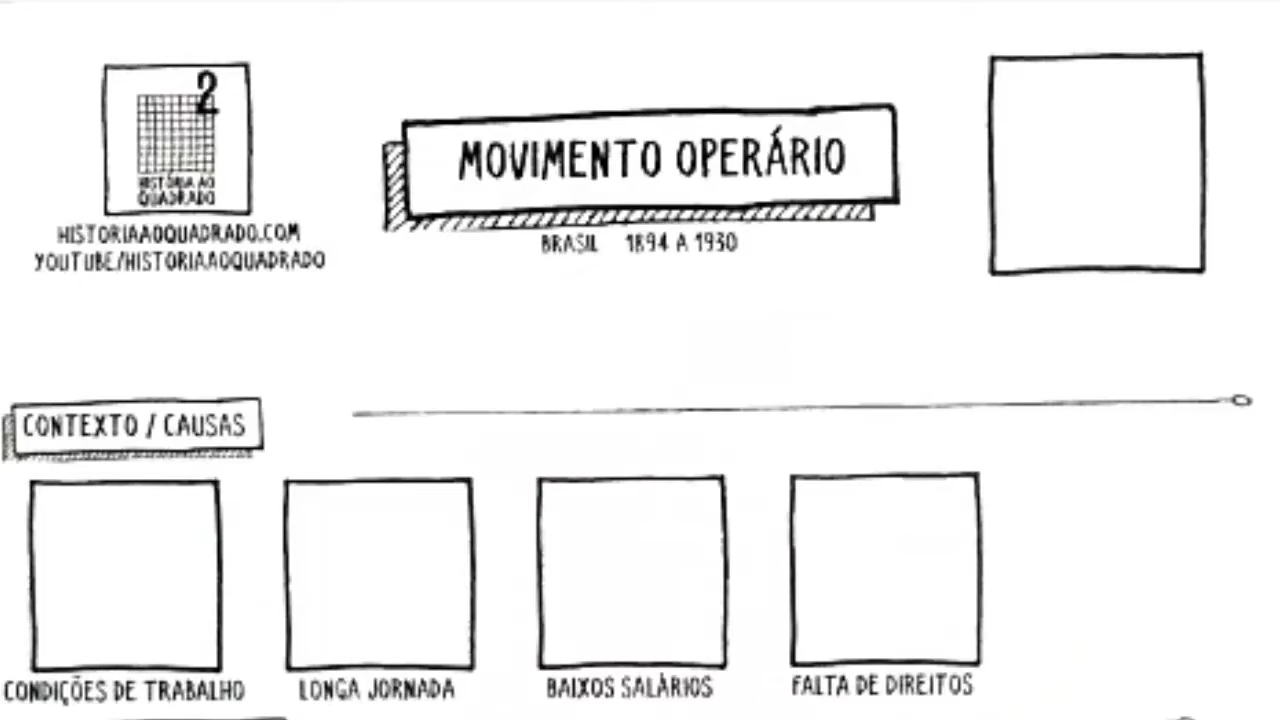 2
HISTÓRIA AO
QUADRADO
HISTORIAAOQUADRADO.COM
YOUTUBE/HISTORIAAOQUADRADO
MOVIMENTO OPERÁRIO
BRASIL 1894 A 1930
CONTEXTO / CAUSAS
CONDIÇÕES DE TRABALHO
LONGA JORNADA
BAIXOS SALÁRIOS
FALTA DE DIREITOS